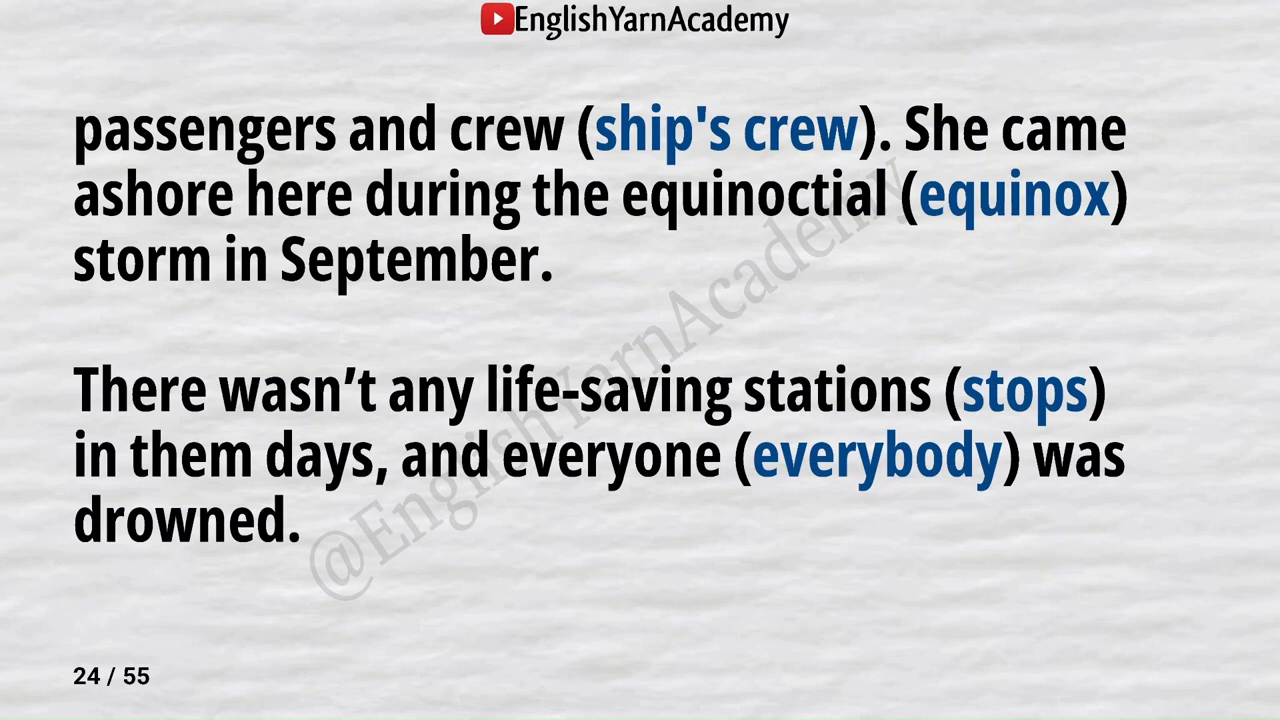 EnglishYarnAcademy
passengers and crew (ship's crew). She came
ashore here during the equinoctial (equinox)
storm in September.
There wasn’t any life-saving stations (stops)
in them days, and everyone (everybody) was
drowned.
@EnglishYarnAcademy
24 / 55